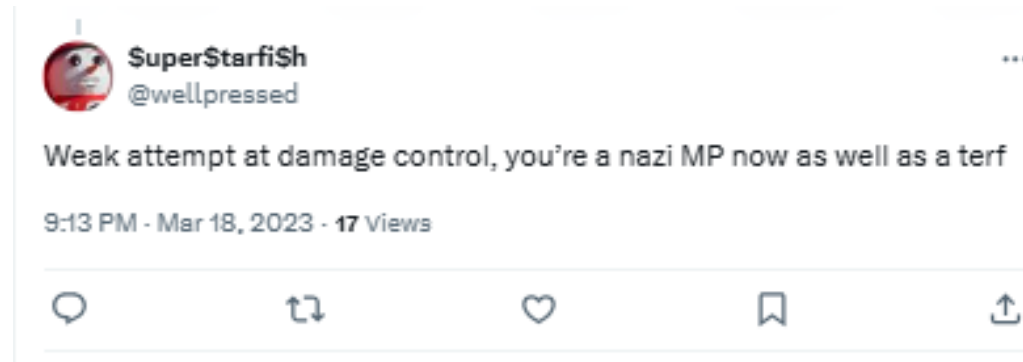 $uper$tarfi$h
@wellpressed
Weak attempt at damage control, you’re a nazi MP now as well as a terf
9:13 PM · Mar 18, 2023 · 17 Views